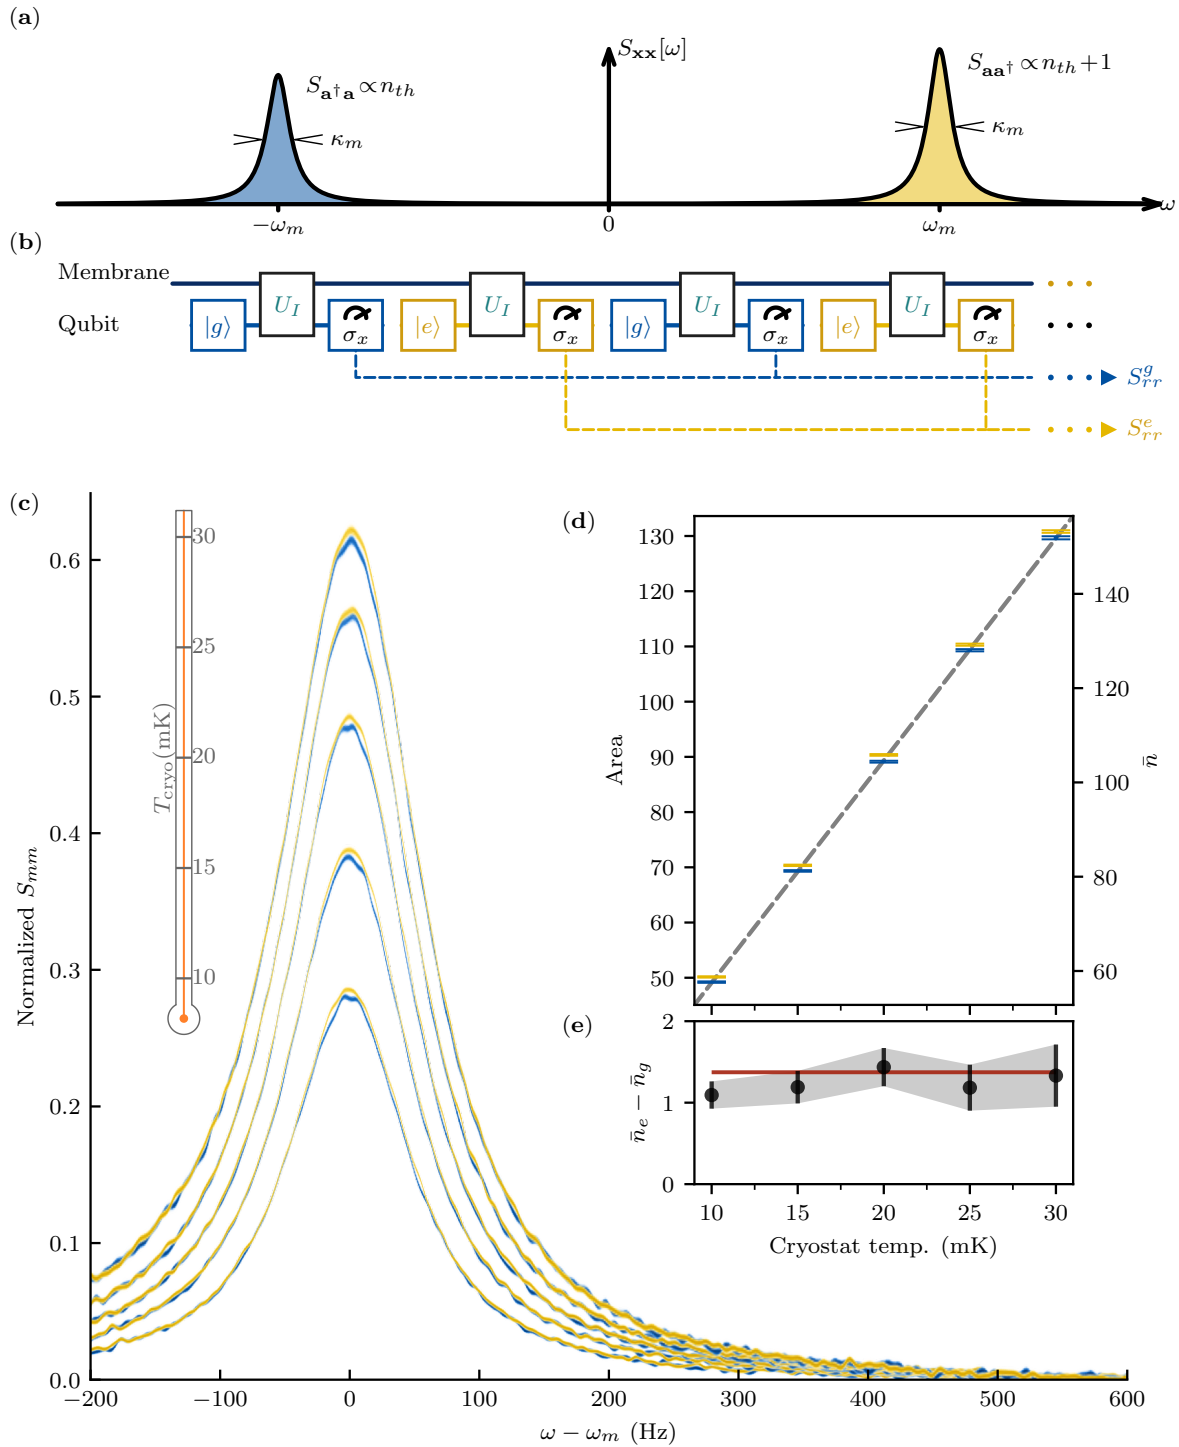 (a)
S_xx[ω]
S_a†a ∝ n_th
S_aa† ∝ n_th + 1
κ_m
κ_m
−ω_m
0
ω_m
ω
(b)
Membrane
U_I
U_I
U_I
U_I
Qubit
|g⟩
σ_x
|e⟩
σ_x
|g⟩
σ_x
|e⟩
σ_x
S^g_rr
S^e_rr
(c)
Normalized S_mm
0.6
0.5
0.4
0.3
0.2
0.1
0.0
T_cryo (mK)
30
25
20
15
10
−200
−100
0
100
200
300
400
500
600
ω − ω_m (Hz)
(d)
Area
130
120
110
100
90
80
70
60
50
140
120
100
80
60
n̄
(e)
n̄_e − n̄_g
2
1
0
10
15
20
25
30
Cryostat temp. (mK)